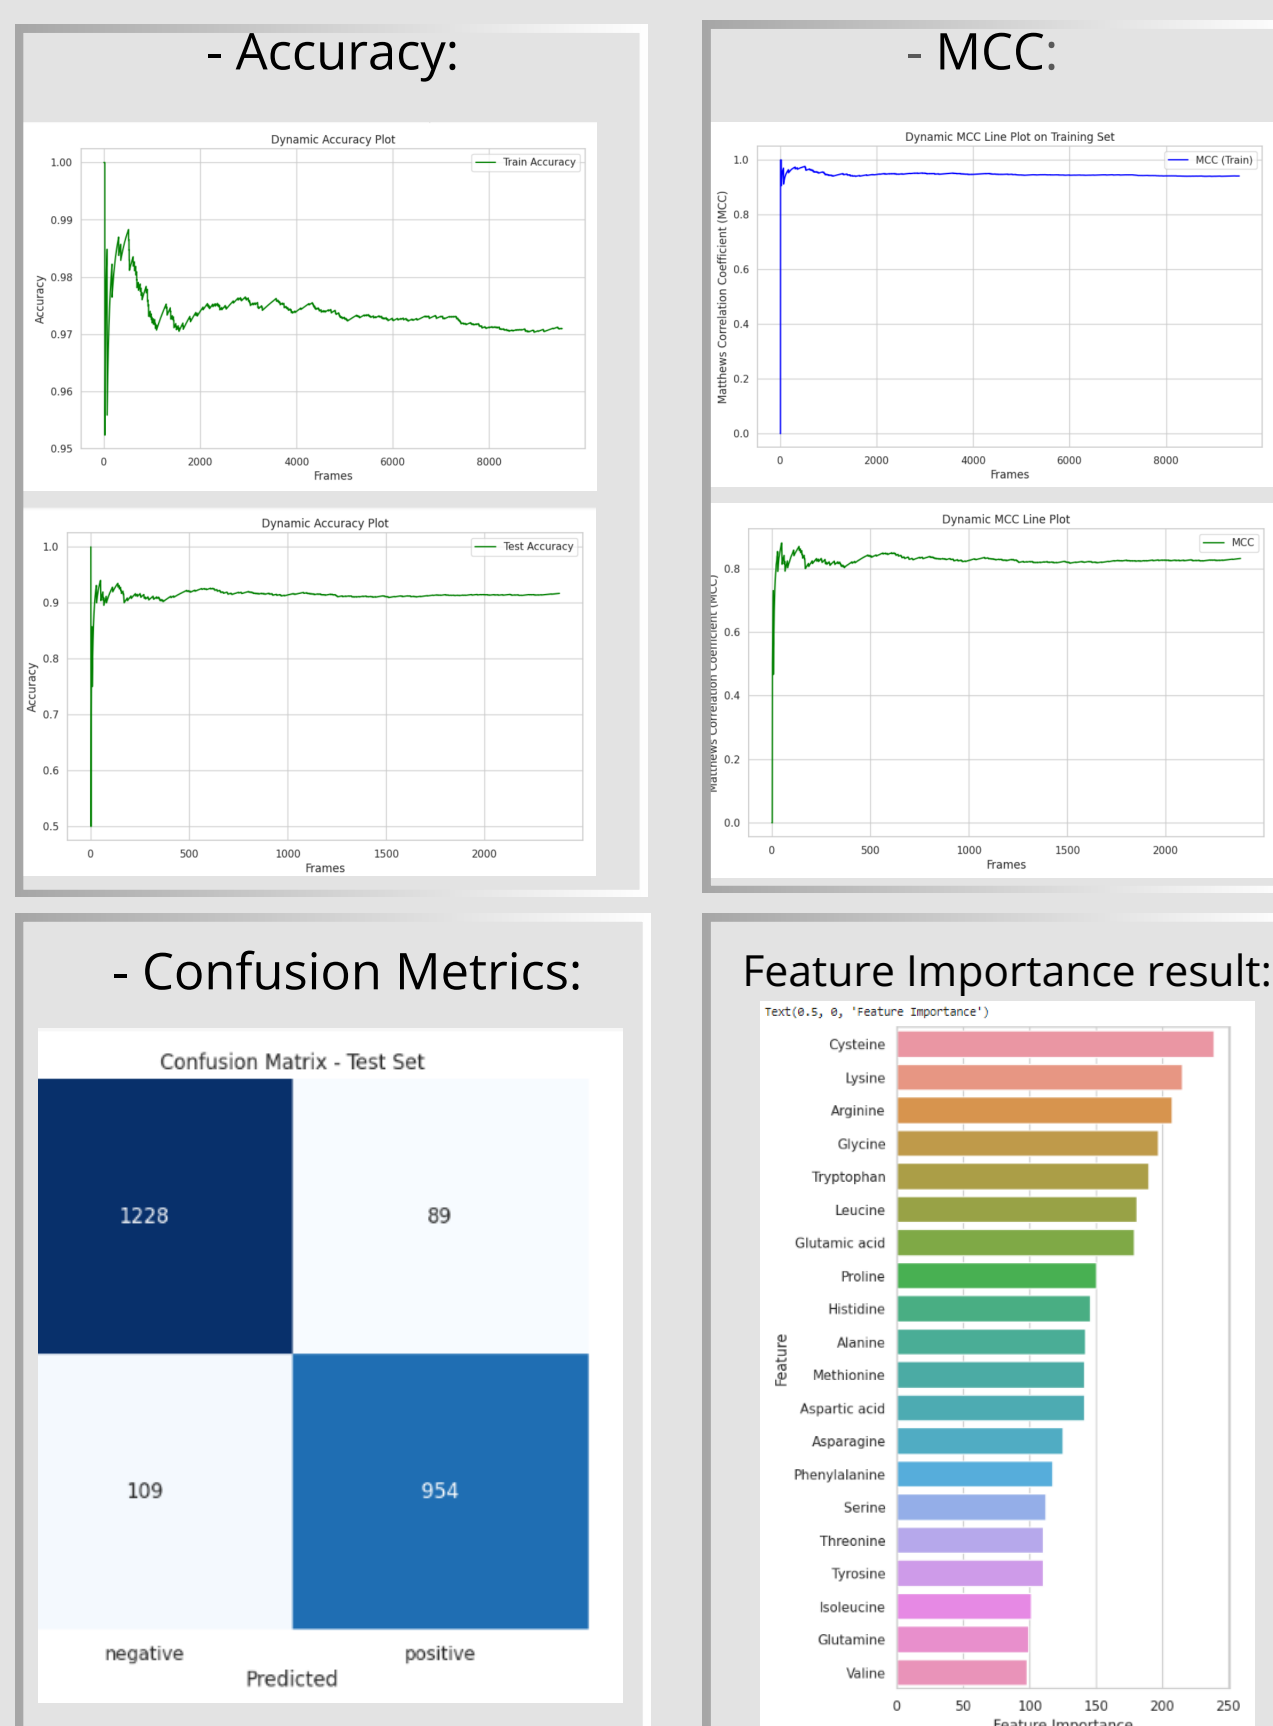 - Accuracy:
Dynamic Accuracy Plot
Train Accuracy
1.00
0.99
0.98
0.97
0.96
0.95
Accuracy
0 2000 4000 6000 8000
Frames
Dynamic Accuracy Plot
Test Accuracy
1.0
0.9
0.8
0.7
0.6
0.5
Accuracy
0 500 1000 1500 2000
Frames
- MCC:
Dynamic MCC Line Plot on Training Set
MCC (Train)
1.0
0.8
0.6
0.4
0.2
0.0
Matthews Correlation Coefficient (MCC)
0 2000 4000 6000 8000
Frames
Dynamic MCC Line Plot
MCC
0.8
0.6
0.4
0.2
0.0
Matthews Correlation Coefficient (MCC)
0 500 1000 1500 2000
Frames
- Confusion Metrics:
Confusion Matrix - Test Set
1228 89
109 954
negative positive
Predicted
Feature Importance result:
Text(0.5, 0, 'Feature Importance')
Cysteine
Lysine
Arginine
Glycine
Tryptophan
Leucine
Glutamic acid
Proline
Histidine
Alanine
Methionine
Aspartic acid
Asparagine
Phenylalanine
Serine
Threonine
Tyrosine
Isoleucine
Glutamine
Valine
Feature
0 50 100 150 200 250
Feature Importance